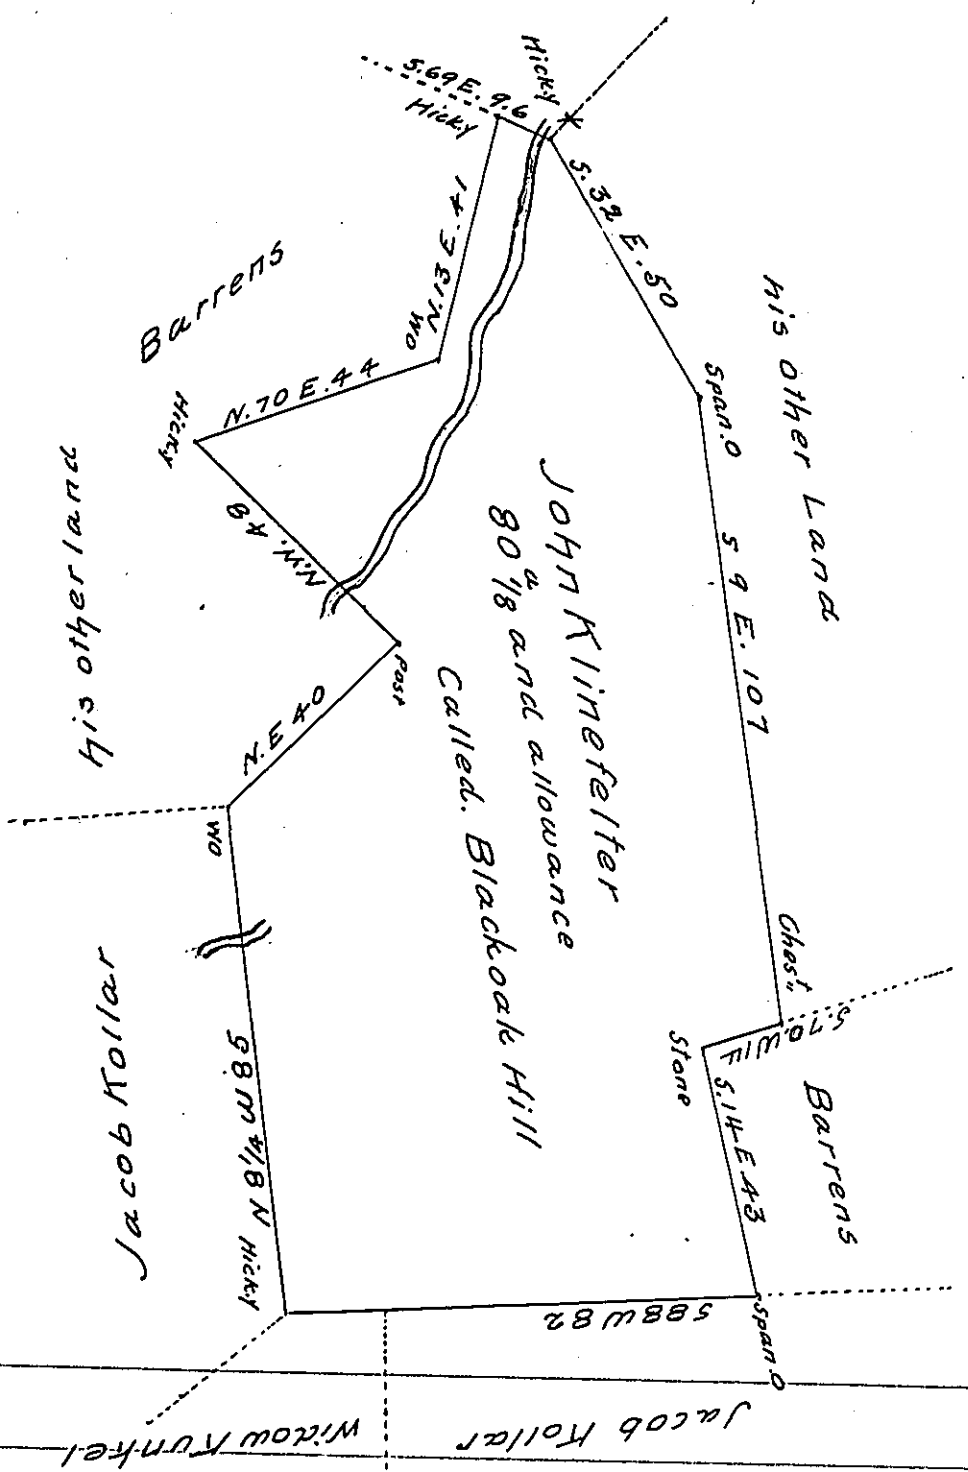 S.69 E. 9.6
Hicky
Hicky
S. 32 E. 50
N. 13 E. 41
WO
Barrens
N. 70 E. 44
Hicky
N.W. 48
his other land
Post
N.E 40
WO
Span.O
his other Land
S 9 E. 107
John Klinefelter
80 a 1/8 and allowance
Called. Blackoak Hill
Chest,,
S.70.W 14
Stone
S.14 E 43
Barrens
Span O
Jacob Kollar
N 8 1/4 W 85
Hicky
S 88 W 82
Jacob Kollar
Widow Kunkel